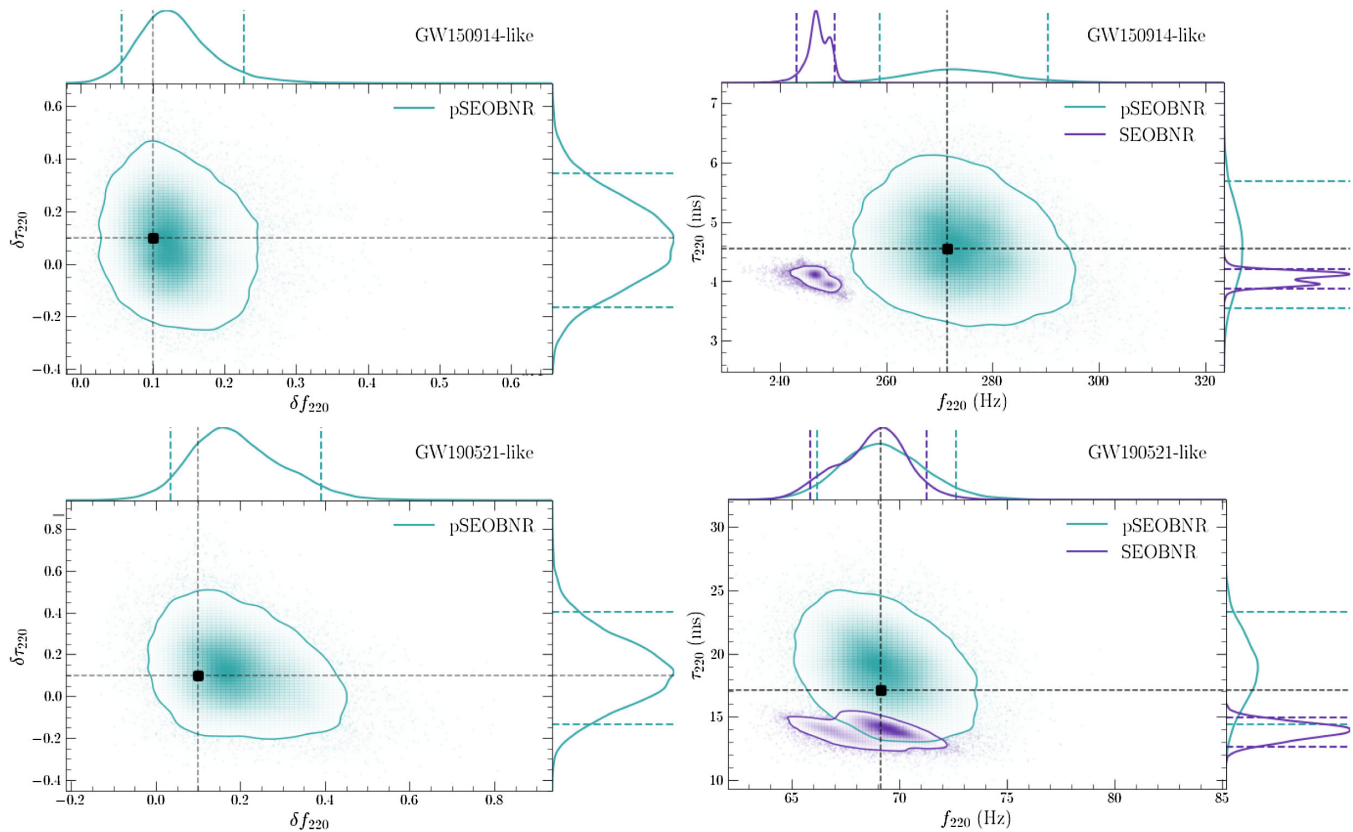 GW150914-like
pSEOBNR
0.6
0.4
0.2
0.0
−0.2
−0.4
δτ₂₂₀
0.0 0.1 0.2 0.3 0.4 0.5 0.6
δf₂₂₀
GW150914-like
pSEOBNR
SEOBNR
7
6
5
4
3
τ₂₂₀ (ms)
240 260 280 300 320
f₂₂₀ (Hz)
GW190521-like
pSEOBNR
0.8
0.6
0.4
0.2
0.0
−0.2
−0.4
δτ₂₂₀
−0.2 0.0 0.2 0.4 0.6 0.8
δf₂₂₀
GW190521-like
pSEOBNR
SEOBNR
30
25
20
15
10
τ₂₂₀ (ms)
65 70 75 80 85
f₂₂₀ (Hz)